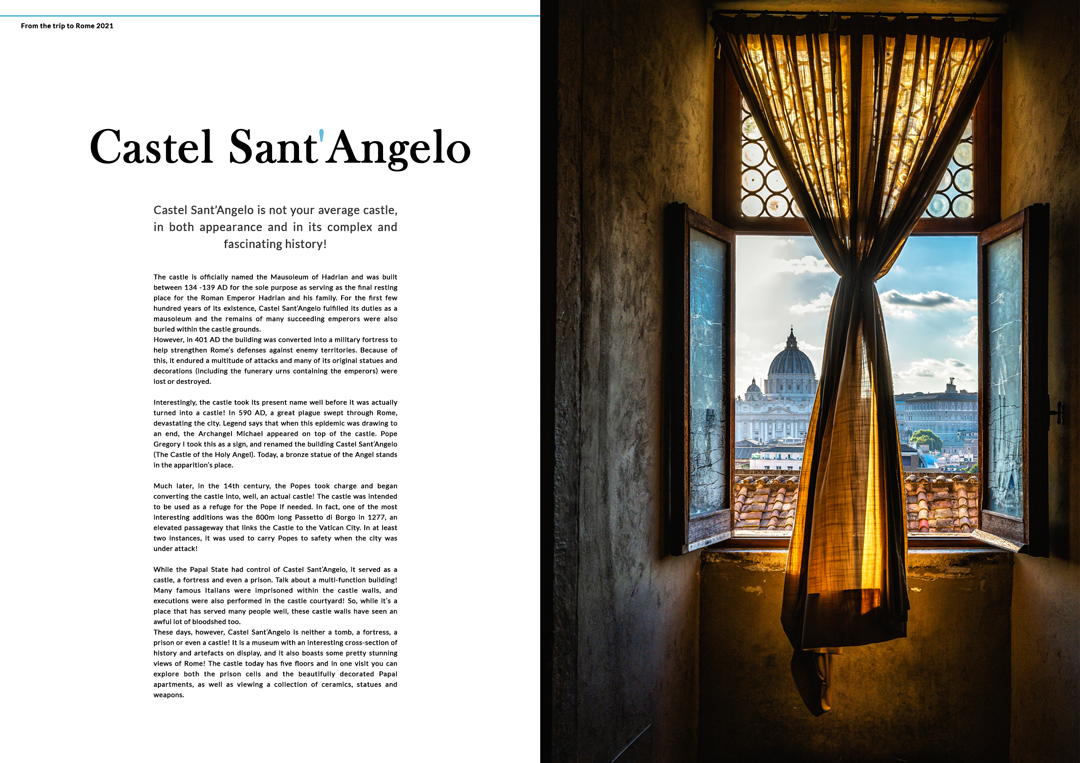 From the trip to Rome 2021
Castel Sant'Angelo
Castel Sant'Angelo is not your average castle,
in both appearance and in its complex and
fascinating history!
The castle is officially named the Mausoleum of Hadrian and was built
between 134 -139 AD for the sole purpose as serving as the final resting
place for the Roman Emperor Hadrian and his family. For the first few
hundred years of its existence, Castel Sant'Angelo fulfilled its duties as a
mausoleum and the remains of many succeeding emperors were also
buried within the castle grounds.
However, in 401 AD the building was converted into a military fortress to
help strengthen Rome's defenses against enemy territories. Because of
this, it endured a multitude of attacks and many of its original statues and
decorations (including the funerary urns containing the emperors) were
lost or destroyed.
Interestingly, the castle took its present name well before it was actually
turned into a castle! In 590 AD, a great plague swept through Rome,
devastating the city. Legend says that when this epidemic was drawing to
an end, the Archangel Michael appeared on top of the castle. Pope
Gregory I took this as a sign, and renamed the building Castel Sant'Angelo
(The Castle of the Holy Angel). Today, a bronze statue of the Angel stands
in the apparition's place.
Much later, in the 14th century, the Popes took charge and began
converting the castle into, well, an actual castle! The castle was intended
to be used as a refuge for the Pope if needed. In fact, one of the most
interesting additions was the 800m long Passetto di Borgo in 1277, an
elevated passageway that links the Castle to the Vatican City. In at least
two instances, it was used to carry Popes to safety when the city was
under attack!
While the Papal State had control of Castel Sant'Angelo, it served as a
castle, a fortress and even a prison. Talk about a multi-function building!
Many famous Italians were imprisoned within the castle walls, and
executions were also performed in the castle courtyard! So, while it's a
place that has served many people well, these castle walls have seen an
awful lot of bloodshed too.
These days, however, Castel Sant'Angelo is neither a tomb, a fortress, a
prison or even a castle! It is a museum with an interesting cross-section of
history and artefacts on display, and it also boasts some pretty stunning
views of Rome! The castle today has five floors and in one visit you can
explore both the prison cells and the beautifully decorated Papal
apartments, as well as viewing a collection of ceramics, statues and
weapons.